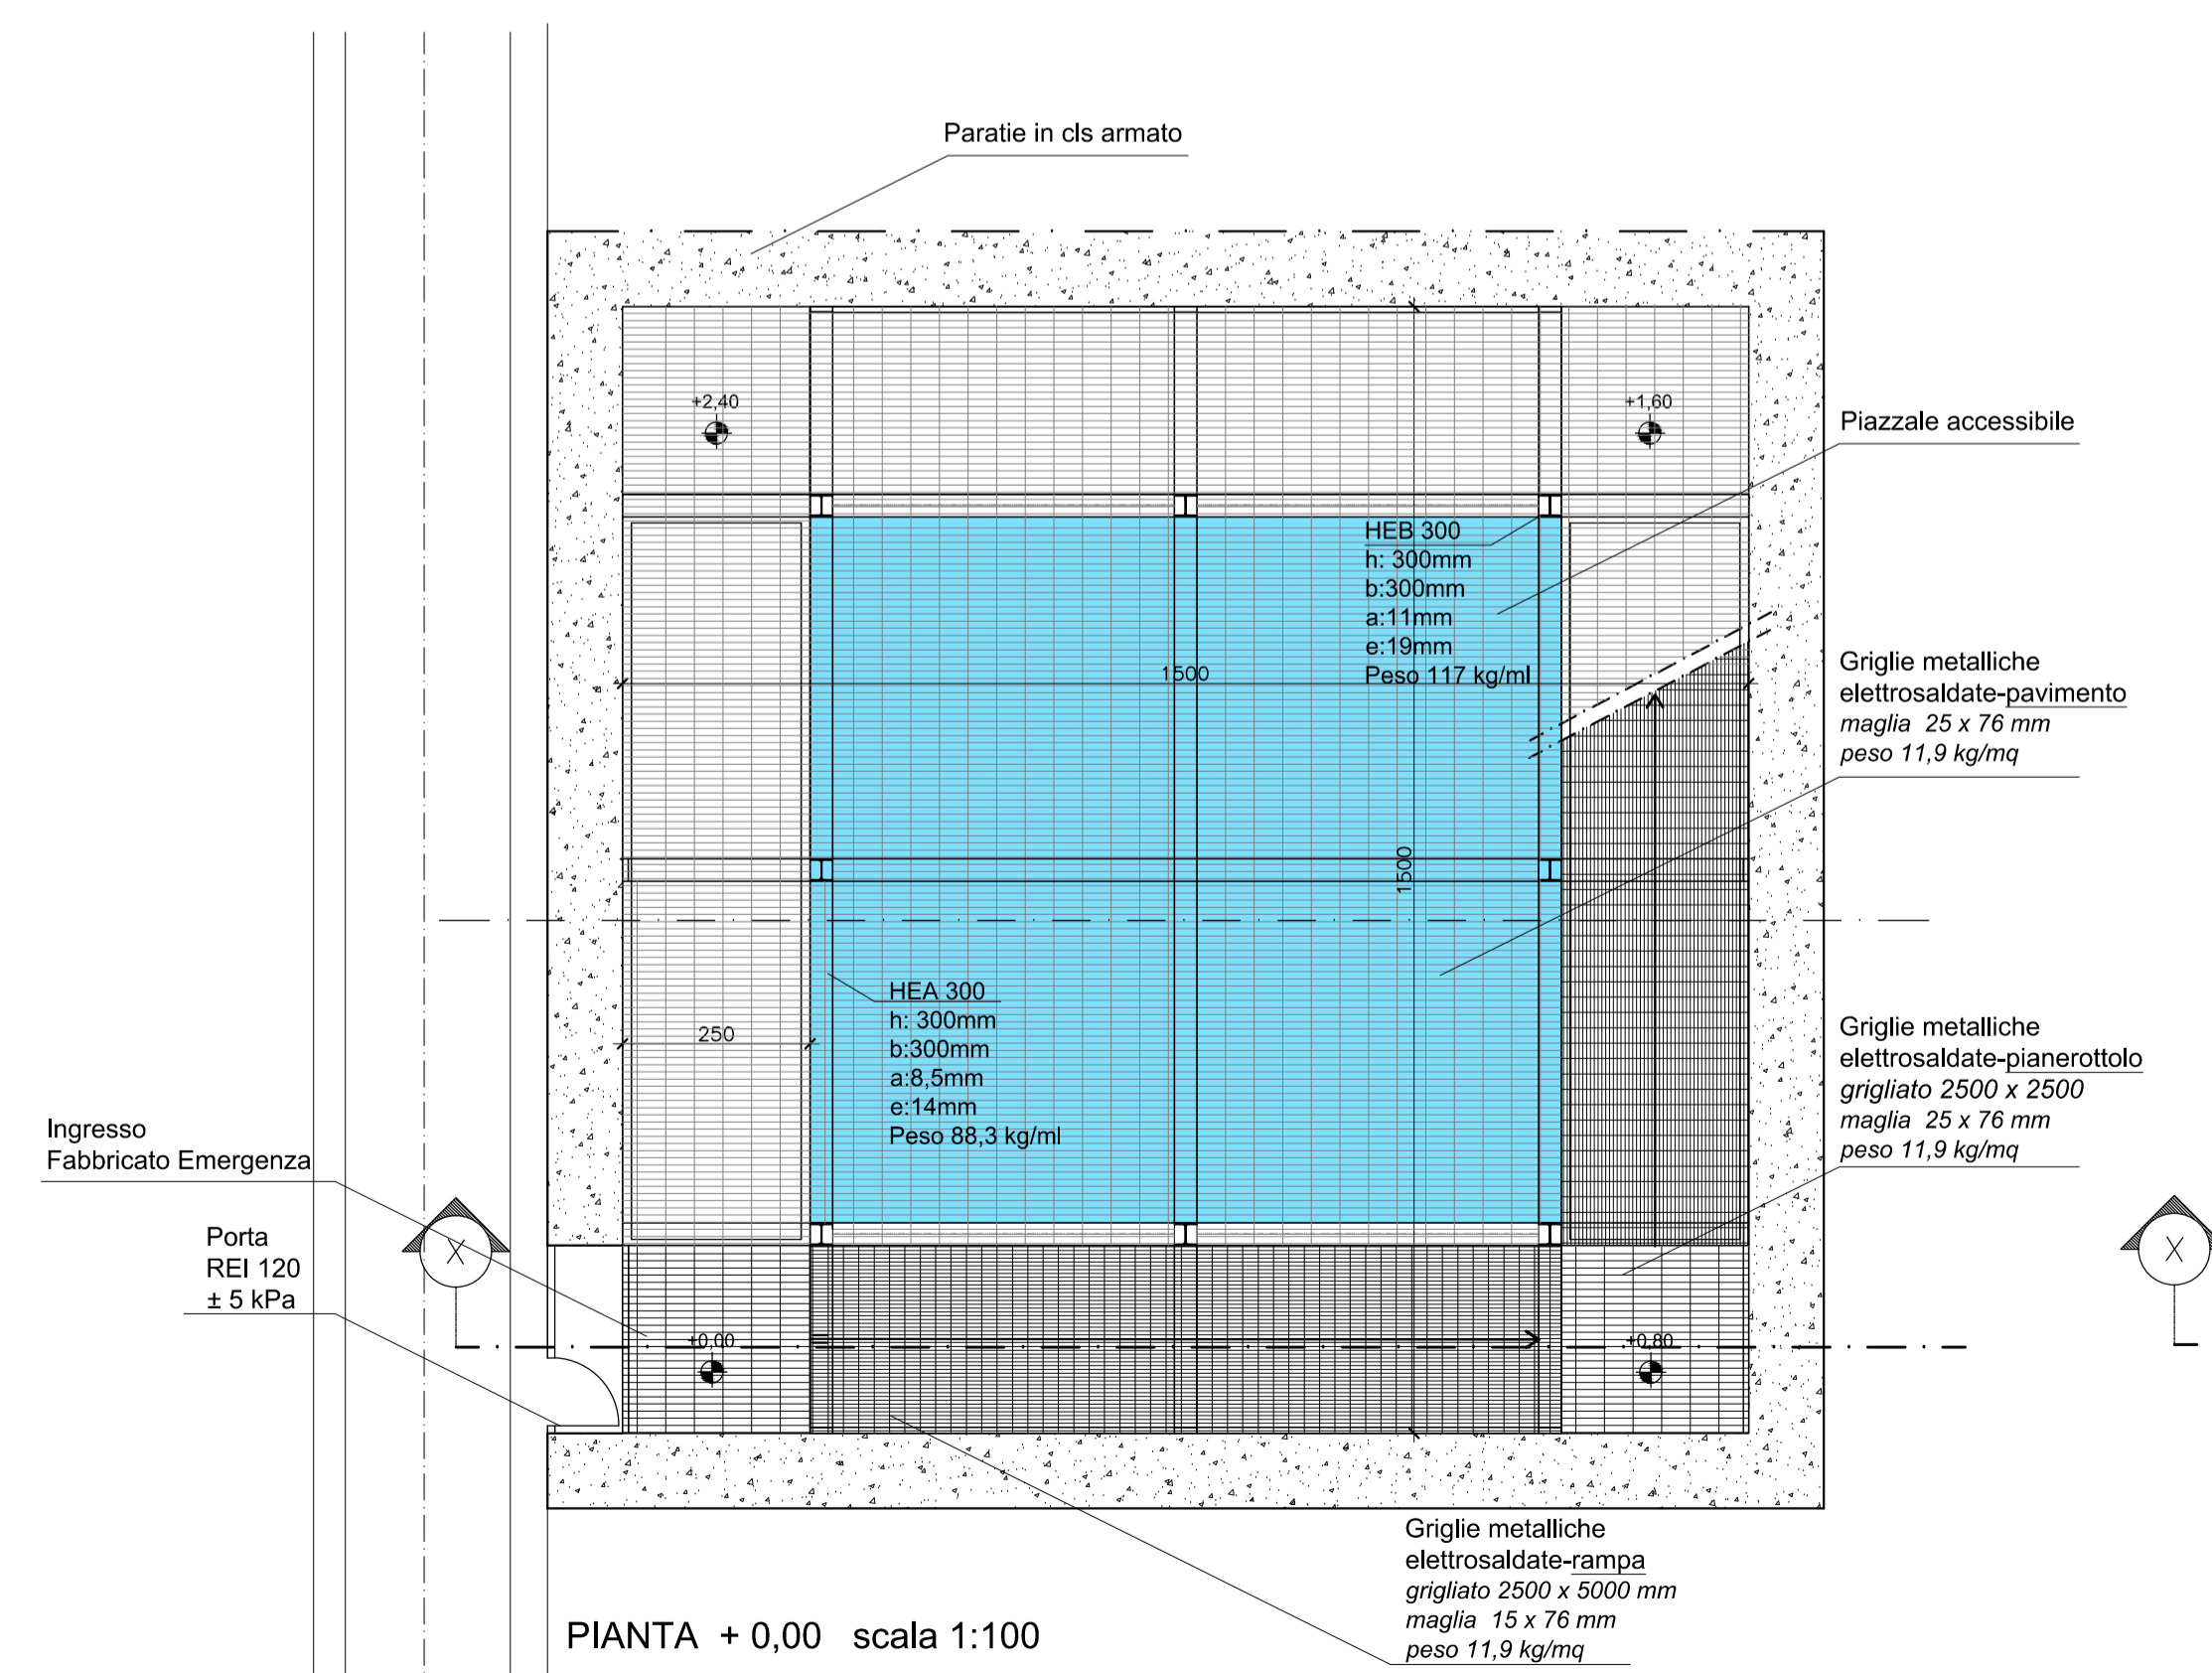 Paratie in cls armato
+2,40
+1,60
Piazzale accessibile
HEB 300
h: 300mm
b:300mm
a:11mm
e:19mm
Peso 117 kg/ml
1500
Griglie metalliche
elettrosaldate-pavimento
maglia 25 x 76 mm
peso 11,9 kg/mq
1500
HEA 300
h: 300mm
b:300mm
a:8,5mm
e:14mm
Peso 88,3 kg/ml
250
Griglie metalliche
elettrosaldate-pianerottolo
grigliato 2500 x 2500
maglia 25 x 76 mm
peso 11,9 kg/mq
Ingresso
Fabbricato Emergenza
Porta
REI 120
± 5 kPa
X
X
+0,00
+0,80
Griglie metalliche
elettrosaldate-rampa
grigliato 2500 x 5000 mm
maglia 15 x 76 mm
peso 11,9 kg/mq
PIANTA + 0,00 scala 1:100